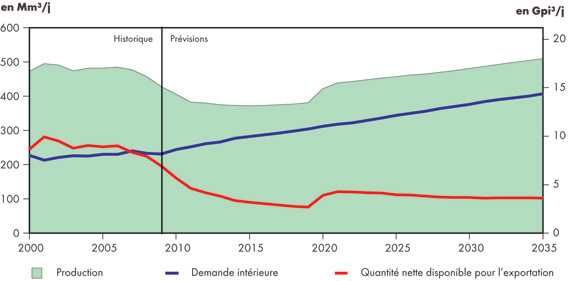 en Mm³/j en Gpi³/j
600 20
500
Historique Prévisions
15
400
300 10
200
5
100
0 0
2000 2005 2010 2015 2020 2025 2030 2035
Production Demande intérieure Quantité nette disponible pour l'exportation